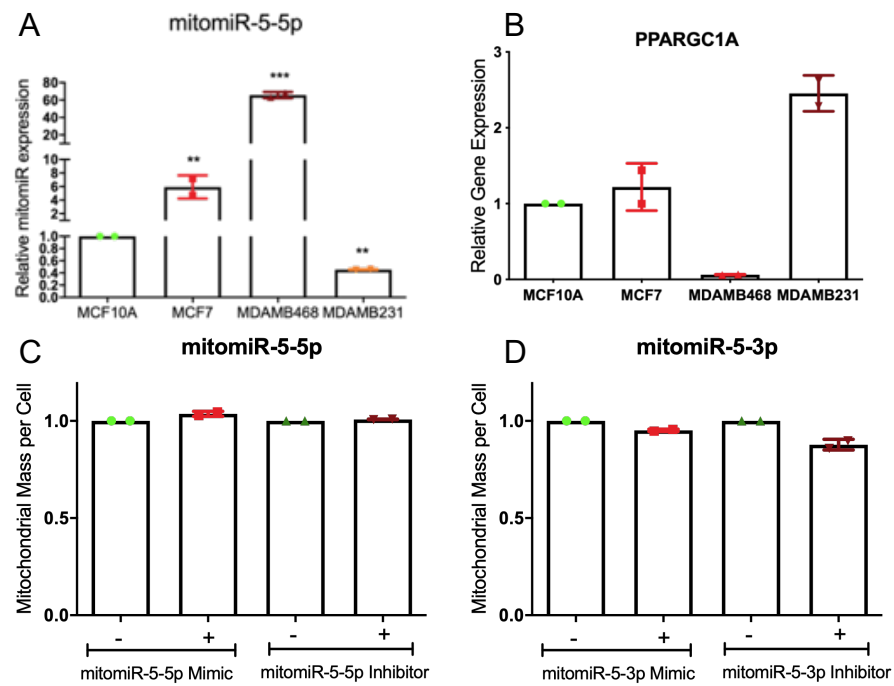 A
mitomiR-5-5p
Relative mitomiR expression
80
60
40
20
10
8
6
4
2
1.0
0.8
0.6
0.4
0.2
0.0
**
***
**
MCF10A MCF7 MDAMB468 MDAMB231
B
PPARGC1A
Relative Gene Expression
3
2
1
0
MCF10A MCF7 MDAMB468 MDAMB231
C
mitomiR-5-5p
Mitochondrial Mass per Cell
1.0
0.5
0.0
- + - +
mitomiR-5-5p Mimic mitomiR-5-5p Inhibitor
D
mitomiR-5-3p
Mitochondrial Mass per Cell
1.0
0.5
0.0
- + - +
mitomiR-5-3p Mimic mitomiR-5-3p Inhibitor